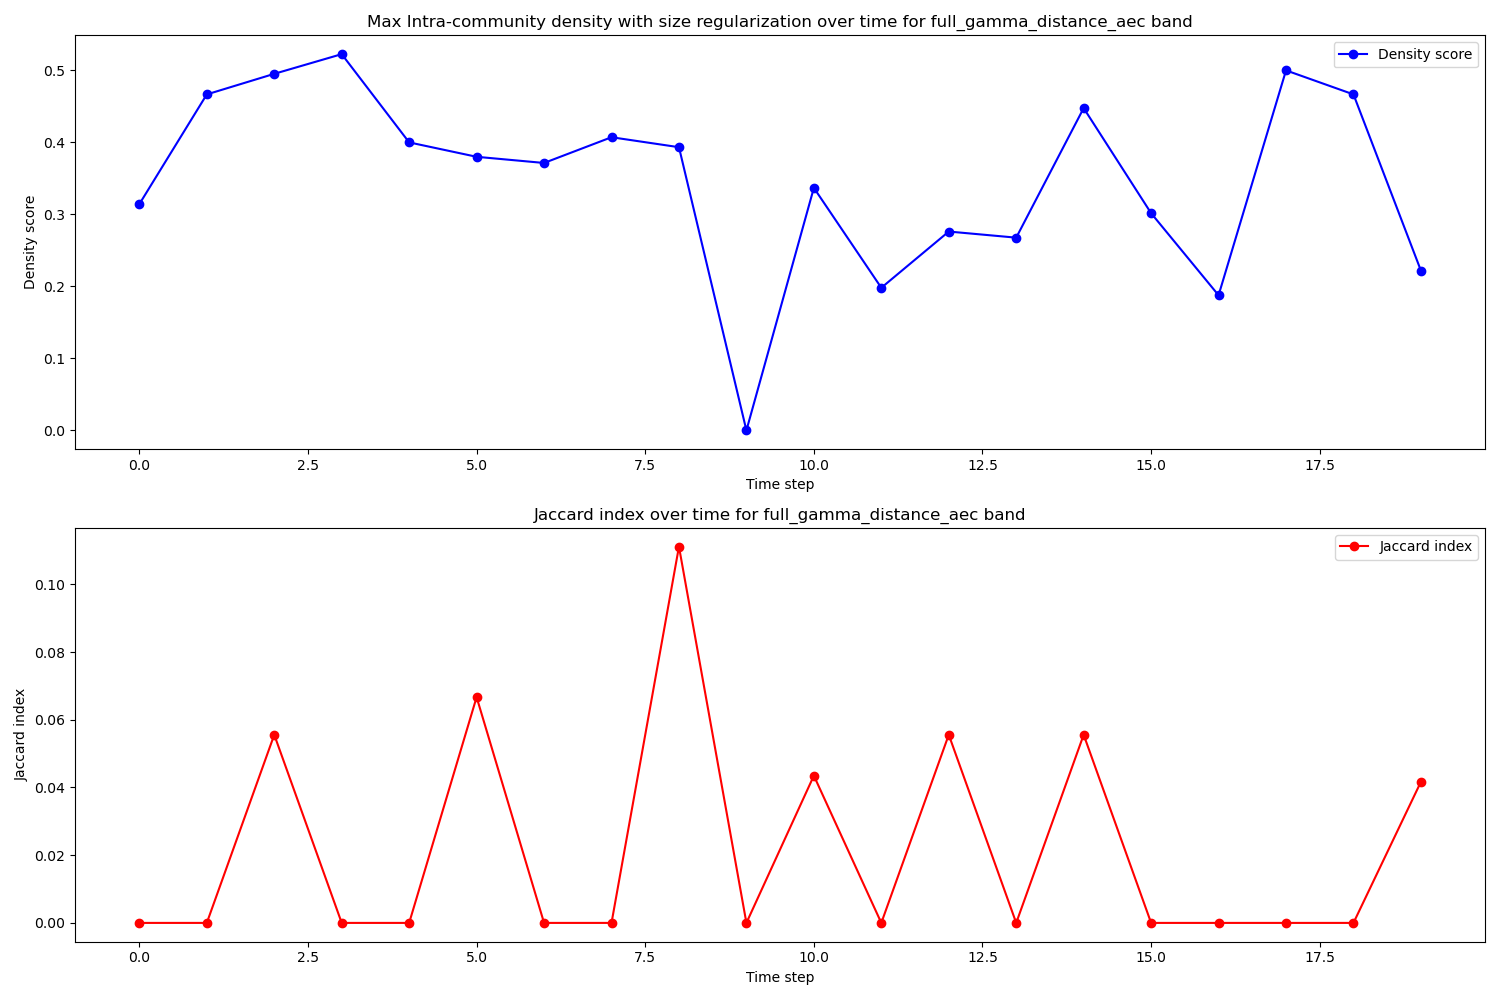 Max Intra-community density with size regularization over time for full_gamma_distance_aec band
Density score
0.5
0.4
0.3
0.2
0.1
0.0
Density score
0.0 2.5 5.0 7.5 10.0 12.5 15.0 17.5
Time step
Jaccard index over time for full_gamma_distance_aec band
Jaccard index
0.10
0.08
0.06
0.04
0.02
0.00
Jaccard index
0.0 2.5 5.0 7.5 10.0 12.5 15.0 17.5
Time step